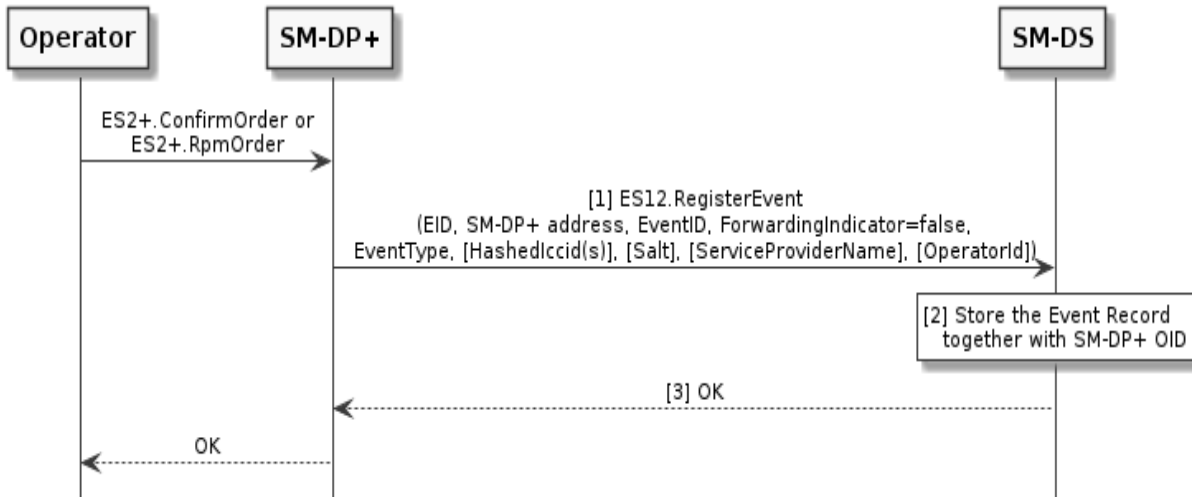 Operator
SM-DP+
SM-DS
ES2+.ConfirmOrder or
ES2+.RpmOrder
[1] ES12.RegisterEvent
(EID, SM-DP+ address, EventID, ForwardingIndicator=false,
EventType, [HashedIccid(s)], [Salt], [ServiceProviderName], [OperatorId])
[2] Store the Event Record
together with SM-DP+ OID
[3] OK
OK